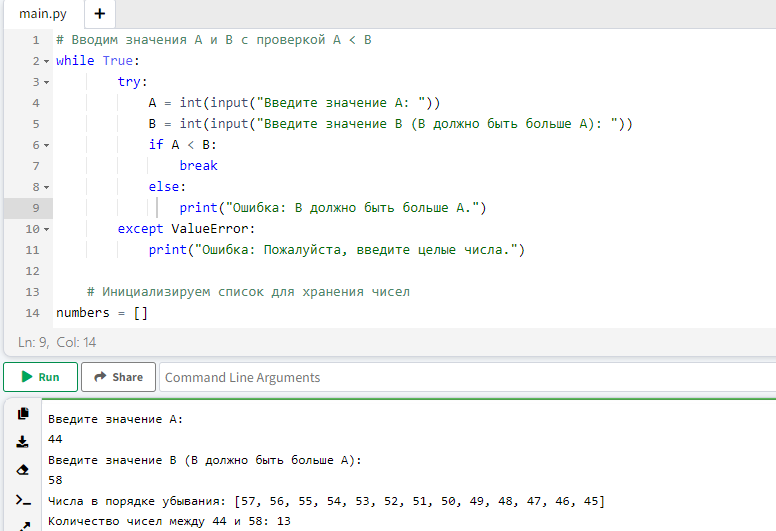 main.py +
1 # Вводим значения A и B с проверкой A < B
2 while True:
3 try:
4 A = int(input("Введите значение A: "))
5 B = int(input("Введите значение B (B должно быть больше A): "))
6 if A < B:
7 break
8 else:
9 print("Ошибка: B должно быть больше A.")
10 except ValueError:
11 print("Ошибка: Пожалуйста, введите целые числа.")
12
13 # Инициализируем список для хранения чисел
14 numbers = []
Ln: 9, Col: 14
Run Share Command Line Arguments
Введите значение A:
44
Введите значение B (B должно быть больше A):
58
Числа в порядке убывания: [57, 56, 55, 54, 53, 52, 51, 50, 49, 48, 47, 46, 45]
Количество чисел между 44 и 58: 13